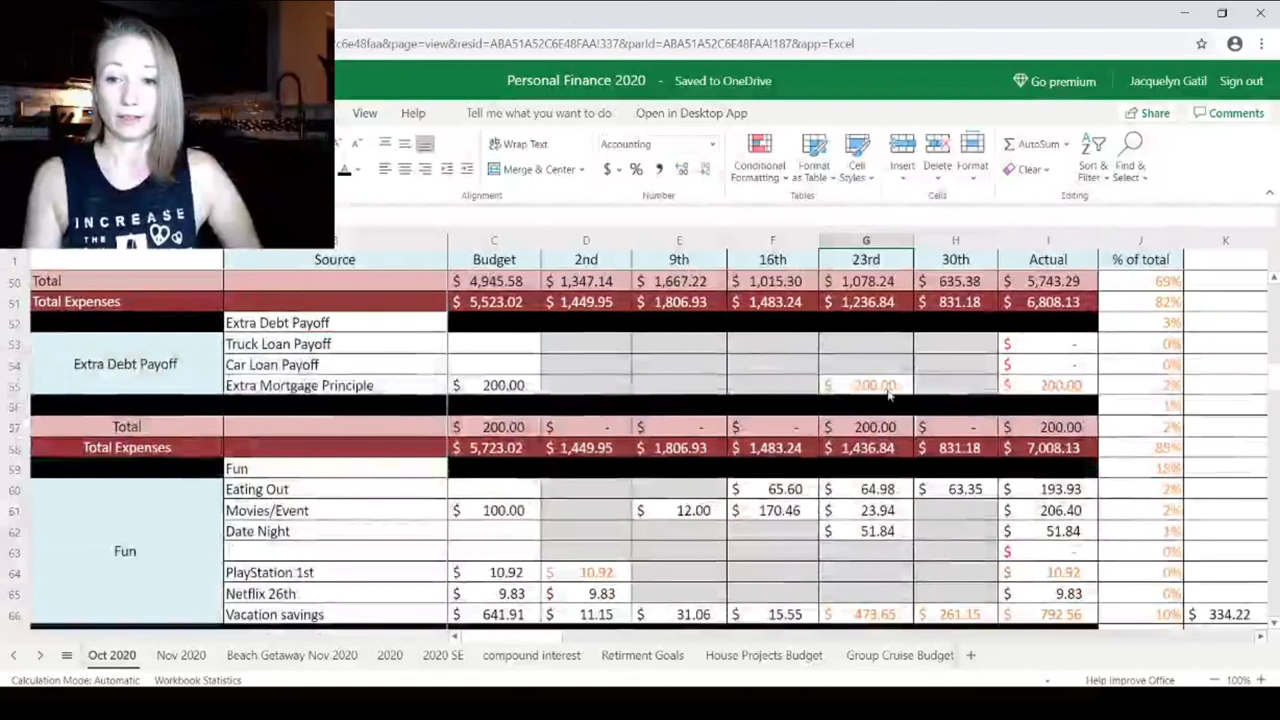 c6e48faa&page=view&resid=ABA51A52C6E48FAA!337&parId=ABA51A52C6E48FAA!187&app=Excel
Personal Finance 2020 - Saved to OneDrive Go premium Jacquelyn Gatil Sign out
View Help Tell me what you want to do Open in Desktop App Share Comments
Wrap Text Accounting AutoSum
Merge & Center $ % , Conditional Formatting Format as Table Cell Styles Insert Delete Format Clear Sort & Filter Find & Select
Alignment Number Tables Cells Editing
C D E F G H I J K
1 Source Budget 2nd 9th 16th 23rd 30th Actual % of total
50 Total $ 4,945.58 $ 1,347.14 $ 1,667.22 $ 1,015.30 $ 1,078.24 $ 635.38 $ 5,743.29 69%
51 Total Expenses $ 5,523.02 $ 1,449.95 $ 1,806.93 $ 1,483.24 $ 1,236.84 $ 831.18 $ 6,808.13 82%
52 Extra Debt Payoff 3%
53 Truck Loan Payoff $ - 0%
54 Extra Debt Payoff Car Loan Payoff $ - 0%
55 Extra Mortgage Principle $ 200.00 $ 200.00 $ 200.00 2%
56 1%
57 Total $ 200.00 $ - $ - $ - $ 200.00 $ - $ 200.00 2%
58 Total Expenses $ 5,723.02 $ 1,449.95 $ 1,806.93 $ 1,483.24 $ 1,436.84 $ 831.18 $ 7,008.13 85%
59 Fun 18%
60 Eating Out $ 65.60 $ 64.98 $ 63.35 $ 193.93 2%
61 Movies/Event $ 100.00 $ 12.00 $ 170.46 $ 23.94 $ 206.40 2%
62 Date Night $ 51.84 $ 51.84 1%
63 Fun $ - 0%
64 PlayStation 1st $ 10.92 $ 10.92 $ 10.92 0%
65 Netflix 26th $ 9.83 $ 9.83 $ 9.83 0%
66 Vacation savings $ 641.91 $ 11.15 $ 31.06 $ 15.55 $ 473.65 $ 261.15 $ 792.56 10% $ 334.22
Oct 2020 Nov 2020 Beach Getaway Nov 2020 2020 2020 SE compound interest Retirment Goals House Projects Budget Group Cruise Budget
Calculation Mode: Automatic Workbook Statistics Help Improve Office 100%
INCREASE
THE